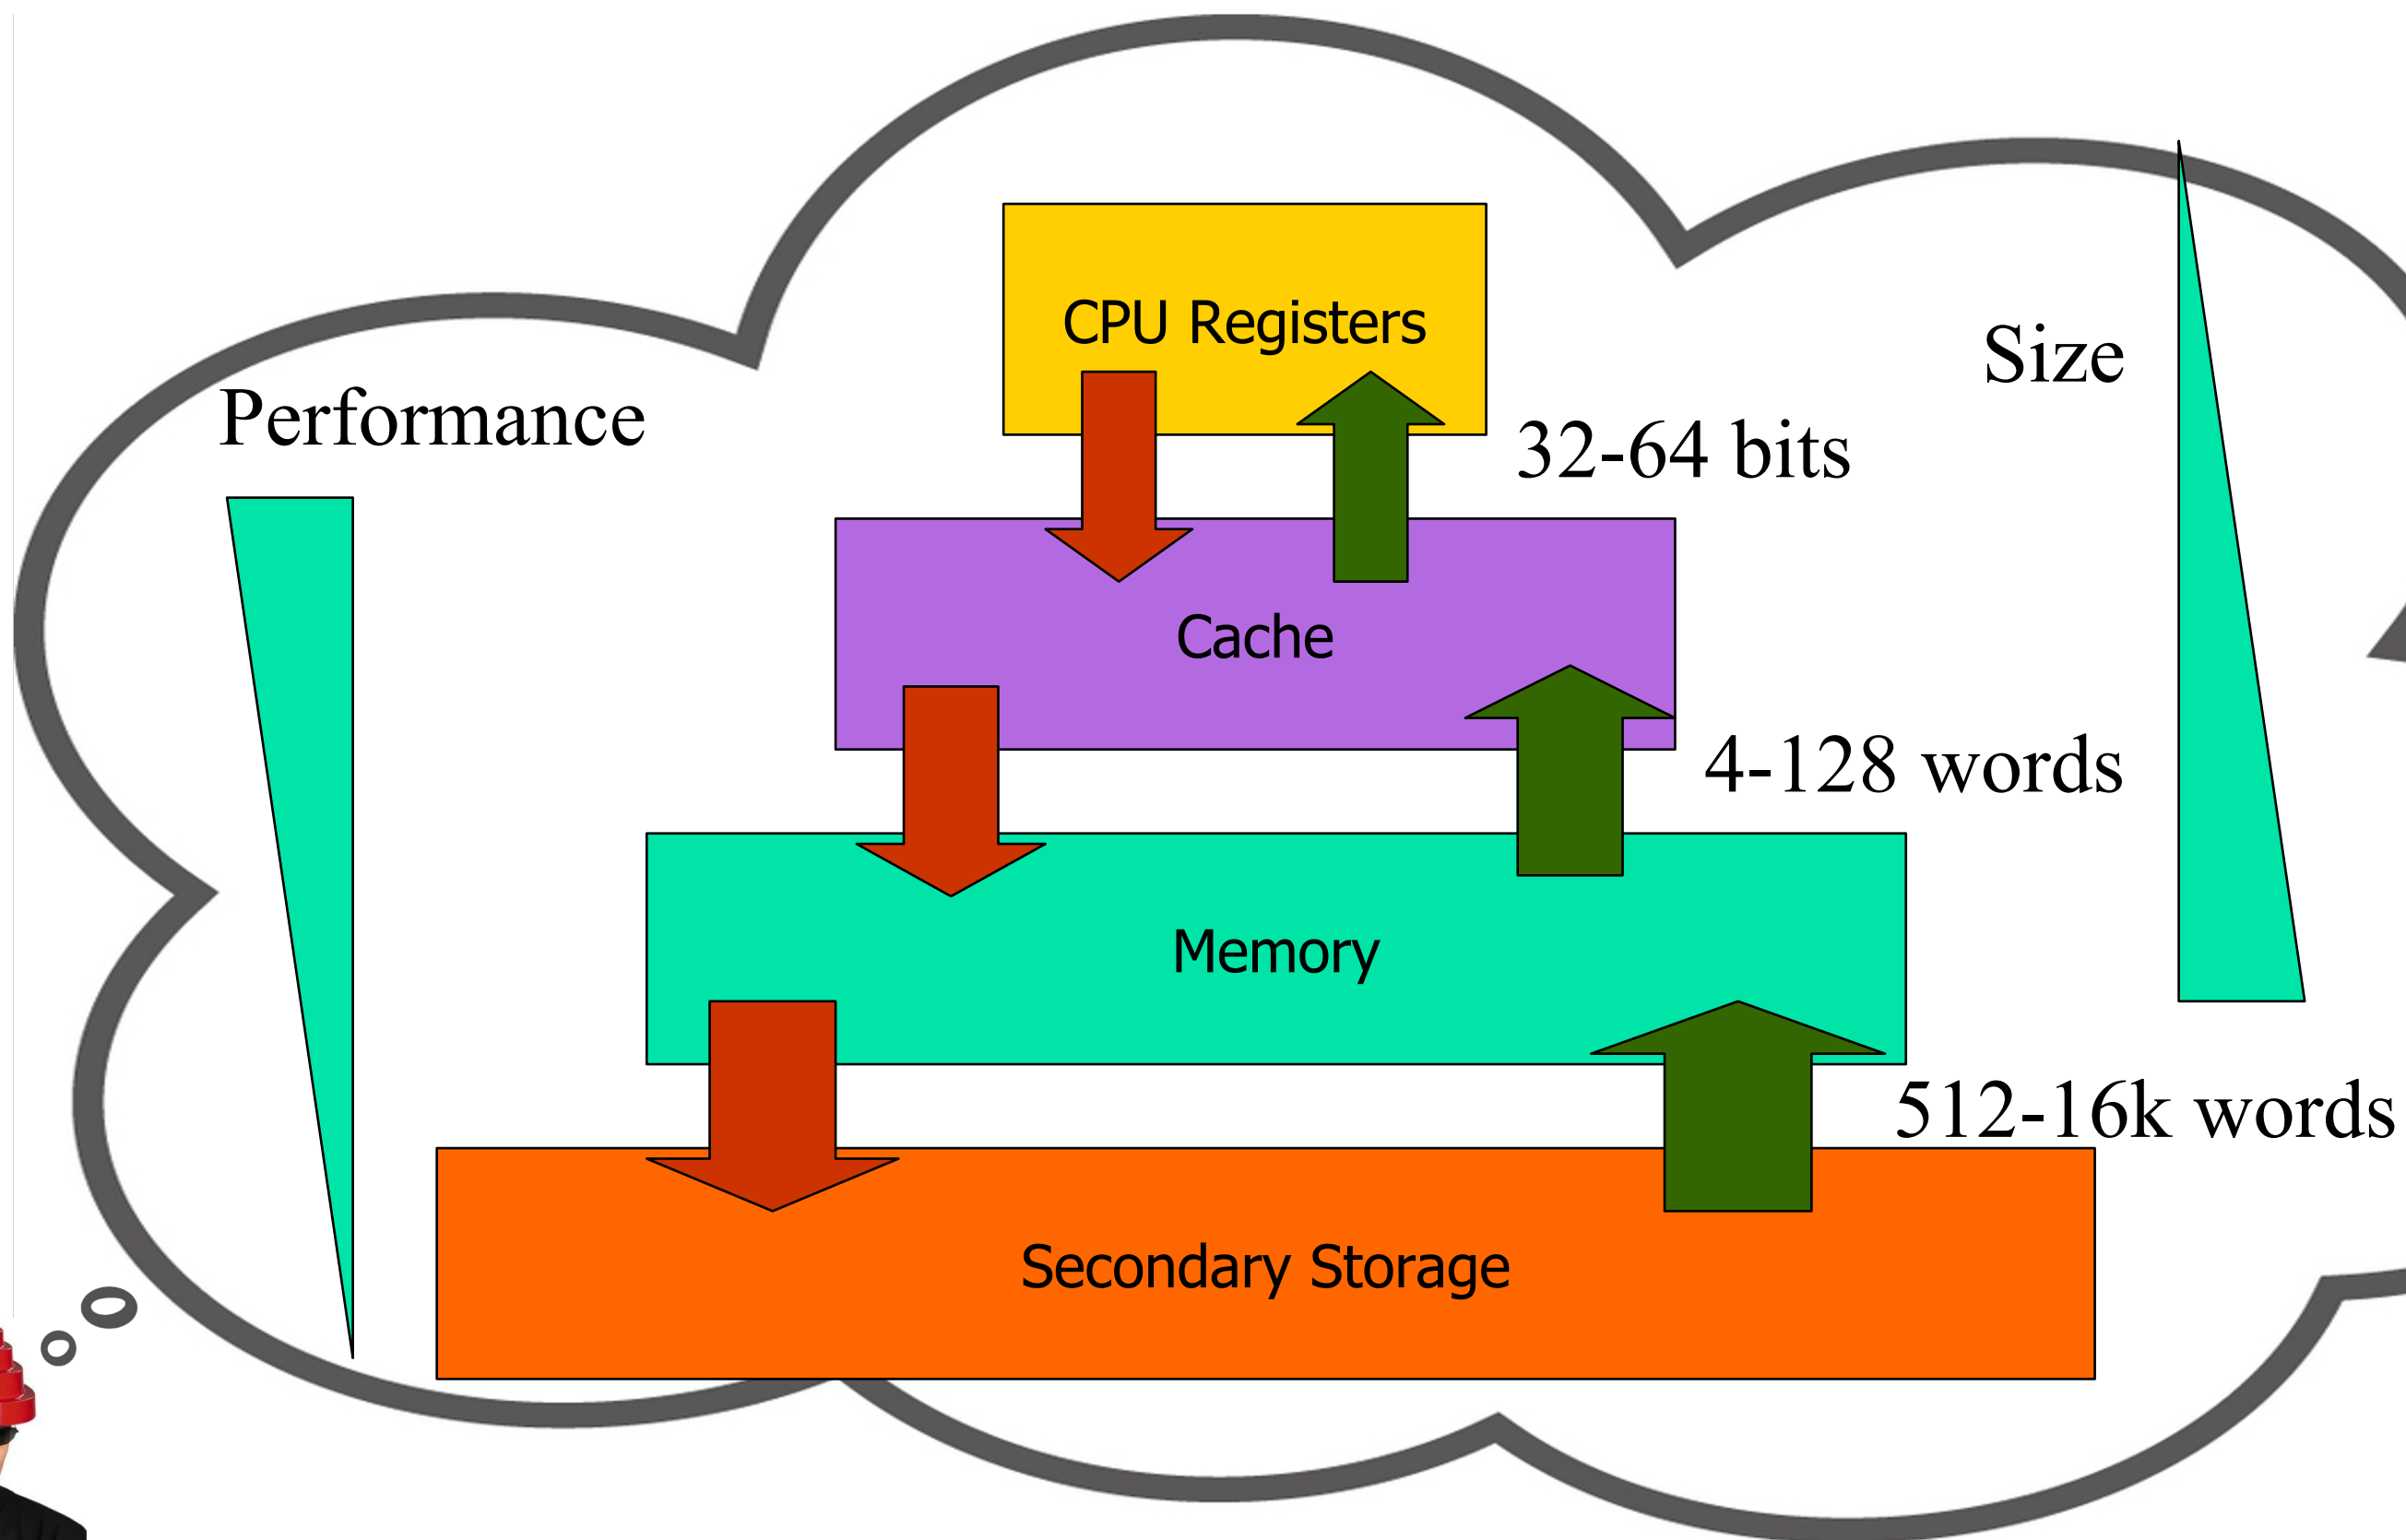 CPU Registers
Size
Performance
32-64 bits
Cache
4-128 words
Memory
512-16k words
Secondary Storage